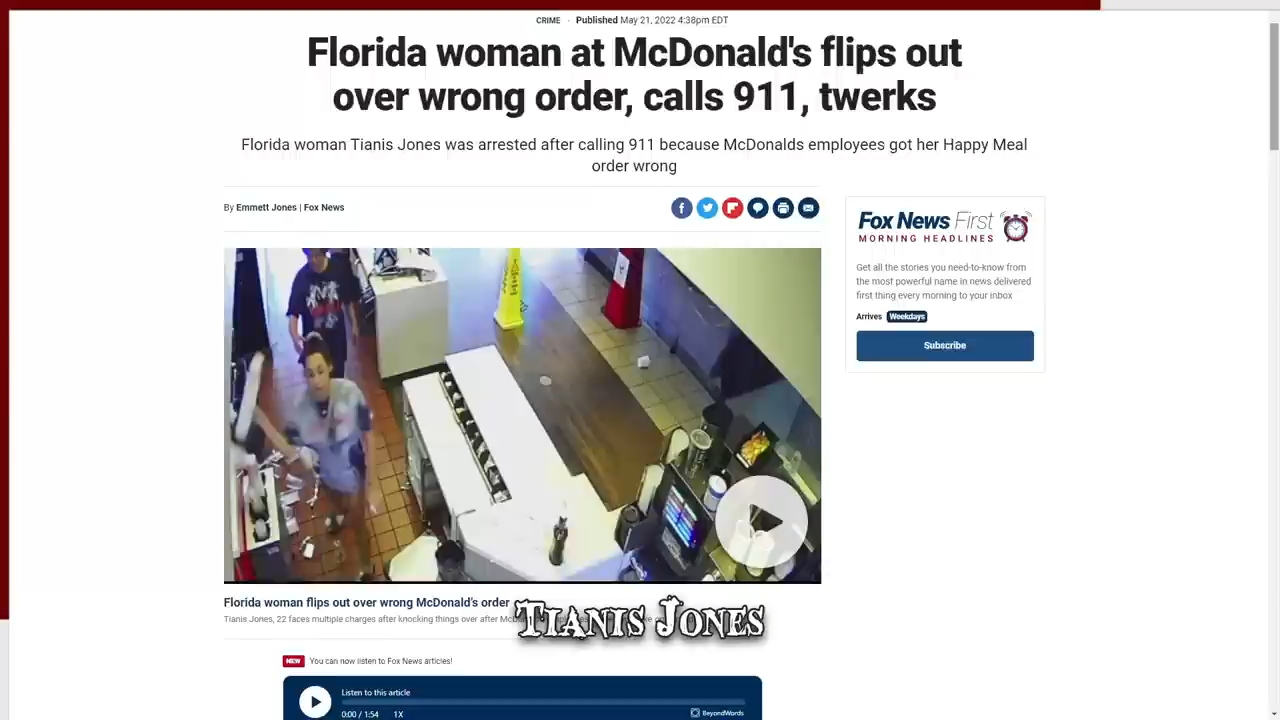 CRIME · Published May 21, 2022 4:38pm EDT
Florida woman at McDonald's flips out
over wrong order, calls 911, twerks
Florida woman Tianis Jones was arrested after calling 911 because McDonalds employees got her Happy Meal
order wrong
By Emmett Jones | Fox News
Fox News First
MORNING HEADLINES
Get all the stories you need-to-know from
the most powerful name in news delivered
first thing every morning to your inbox
Arrives Weekdays
Subscribe
Florida woman flips out over wrong McDonald's order
Tianis Jones, 22 faces multiple charges after knocking things over after
TIANIS JONES
NEW You can now listen to Fox News articles!
Listen to this article
0:00 / 1:54 1X
BeyondWords